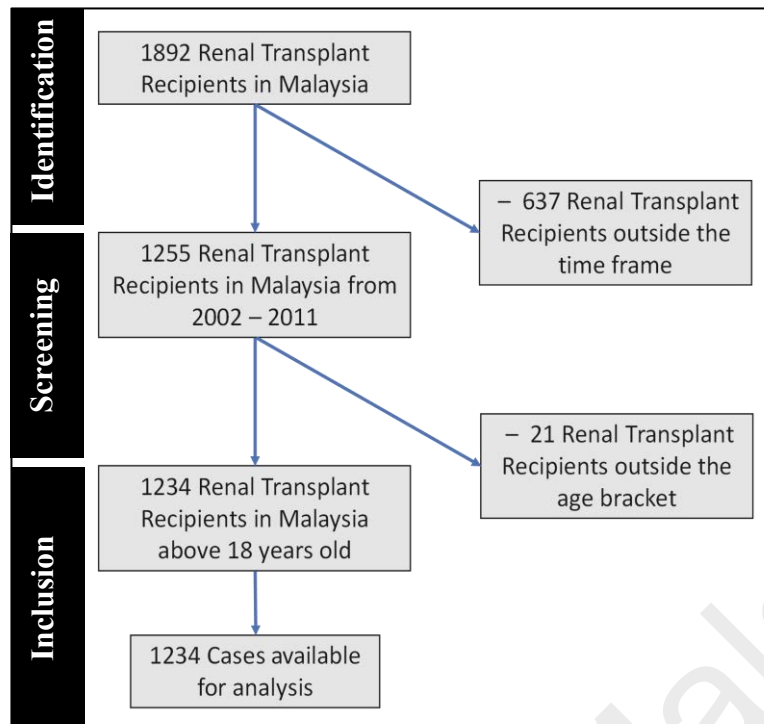 Identification
1892 Renal Transplant
Recipients in Malaysia
– 637 Renal Transplant
Recipients outside the
time frame
Screening
1255 Renal Transplant
Recipients in Malaysia from
2002 – 2011
– 21 Renal Transplant
Recipients outside the
age bracket
Inclusion
1234 Renal Transplant
Recipients in Malaysia
above 18 years old
1234 Cases available
for analysis